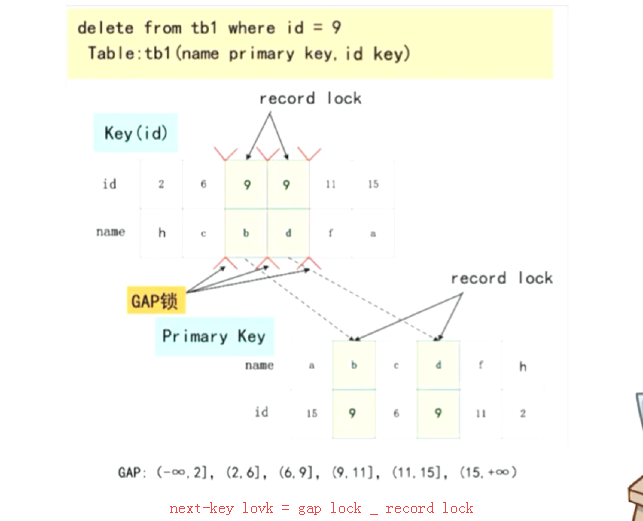 delete from tb1 where id = 9
Table:tb1(name primary key,id key)
record lock
Key(id)
id 2 6 9 9 11 15
name h c b d f a
GAP锁
record lock
Primary Key
name a b c d f h
id 15 9 6 9 11 2
GAP: (-∞,2], (2,6], (6,9], (9,11], (11,15], (15,+∞)
next-key lovk = gap lock _ record lock